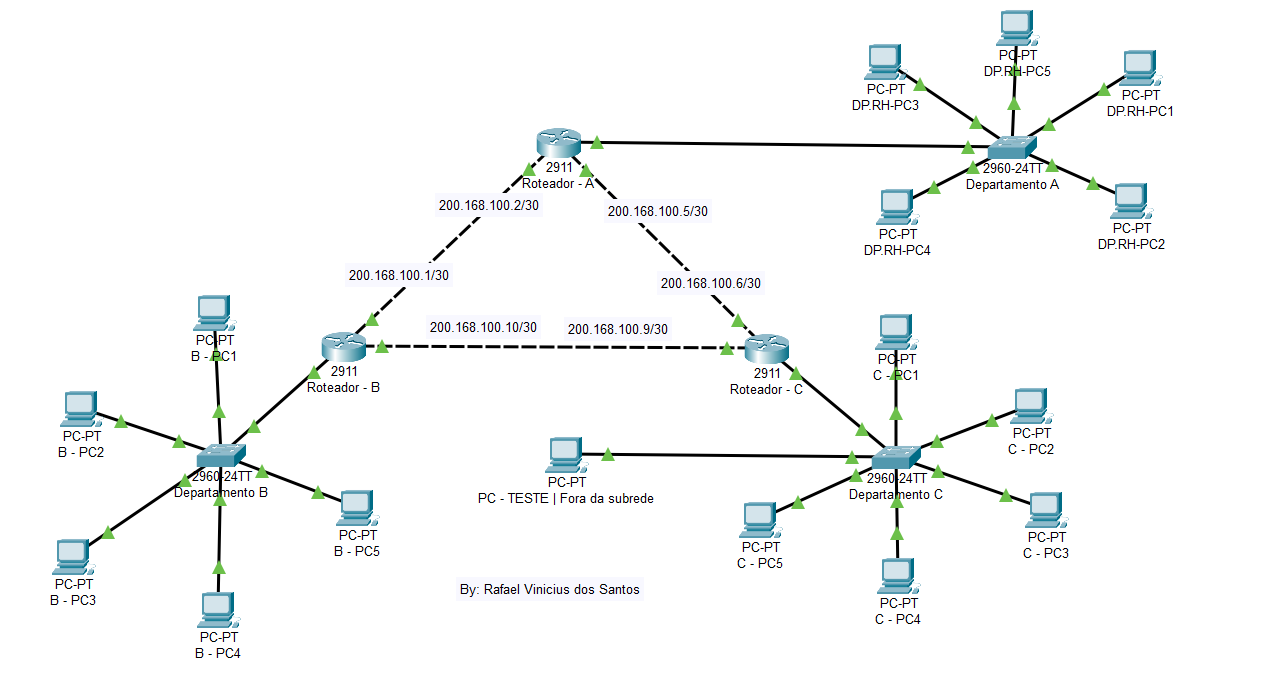 PC-PT
DP.RH-PC5
PC-PT
DP.RH-PC3
PC-PT
DP.RH-PC1
2911
Roteador - A
2960-24TT
Departamento A
200.168.100.2/30
200.168.100.5/30
PC-PT
DP.RH-PC4
PC-PT
DP.RH-PC2
200.168.100.1/30
200.168.100.6/30
200.168.100.10/30
200.168.100.9/30
PC-PT
B - PC1
2911
Roteador - B
2911
Roteador - C
PC-PT
C - PC1
PC-PT
B - PC2
PC-PT
C - PC2
2960-24TT
Departamento B
PC-PT
PC - TESTE | Fora da subrede
2960-24TT
Departamento C
PC-PT
B - PC5
PC-PT
C - PC5
PC-PT
C - PC3
PC-PT
B - PC3
By: Rafael Vinicius dos Santos
PC-PT
C - PC4
PC-PT
B - PC4